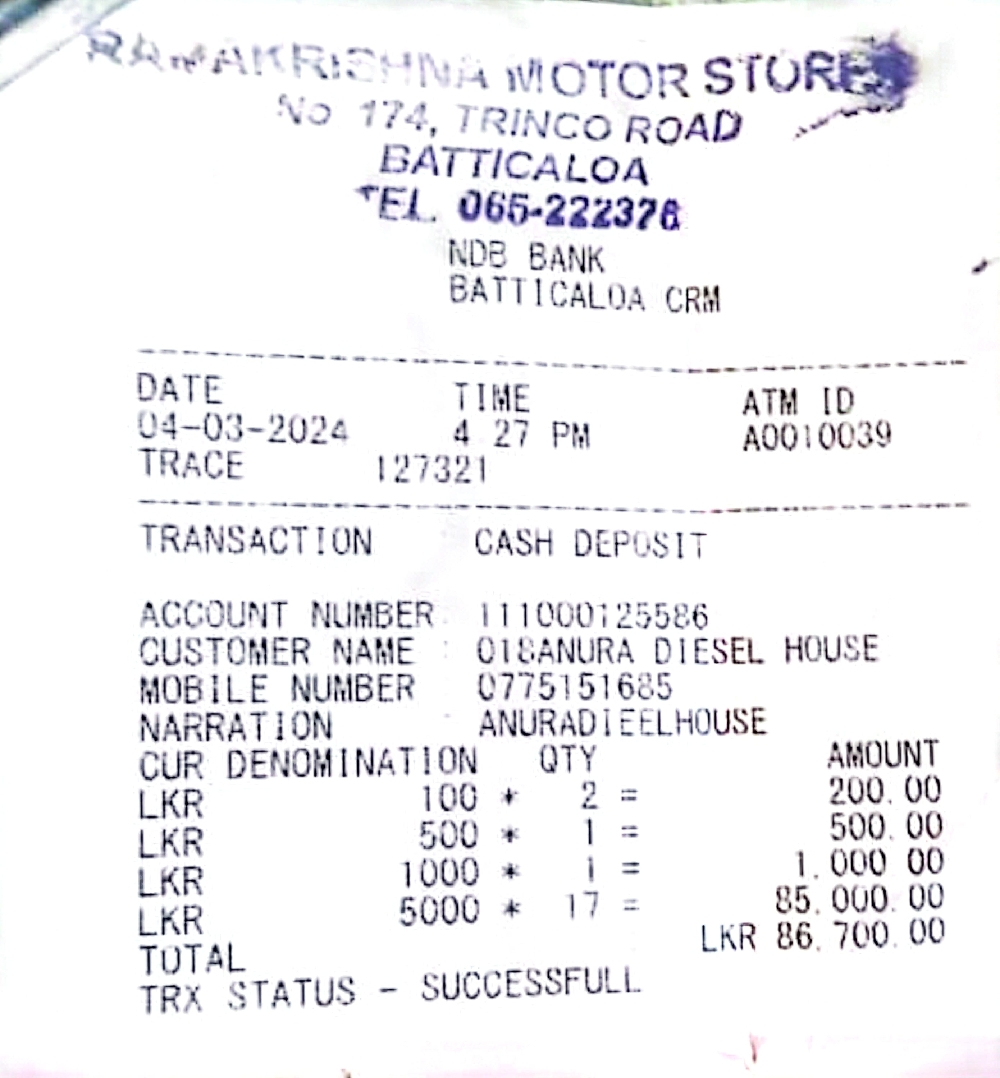 RAMAKRISHNA MOTOR STORES
No 174, TRINCO ROAD
BATTICALOA
TEL. 065-222376
NDB BANK
BATTICALOA CRM
DATE TIME ATM ID
04-03-2024 4 27 PM A0010039
TRACE 127321
TRANSACTION CASH DEPOSIT
ACCOUNT NUMBER 111000125586
CUSTOMER NAME : 018ANURA DIESEL HOUSE
MOBILE NUMBER 0775151685
NARRATION ANURADIEELHOUSE
CUR DENOMINATION QTY AMOUNT
LKR 100 * 2 = 200.00
LKR 500 * 1 = 500.00
LKR 1000 * 1 = 1.000 00
LKR 5000 * 17 = 85.000.00
TOTAL LKR 86.700.00
TRX STATUS - SUCCESSFULL